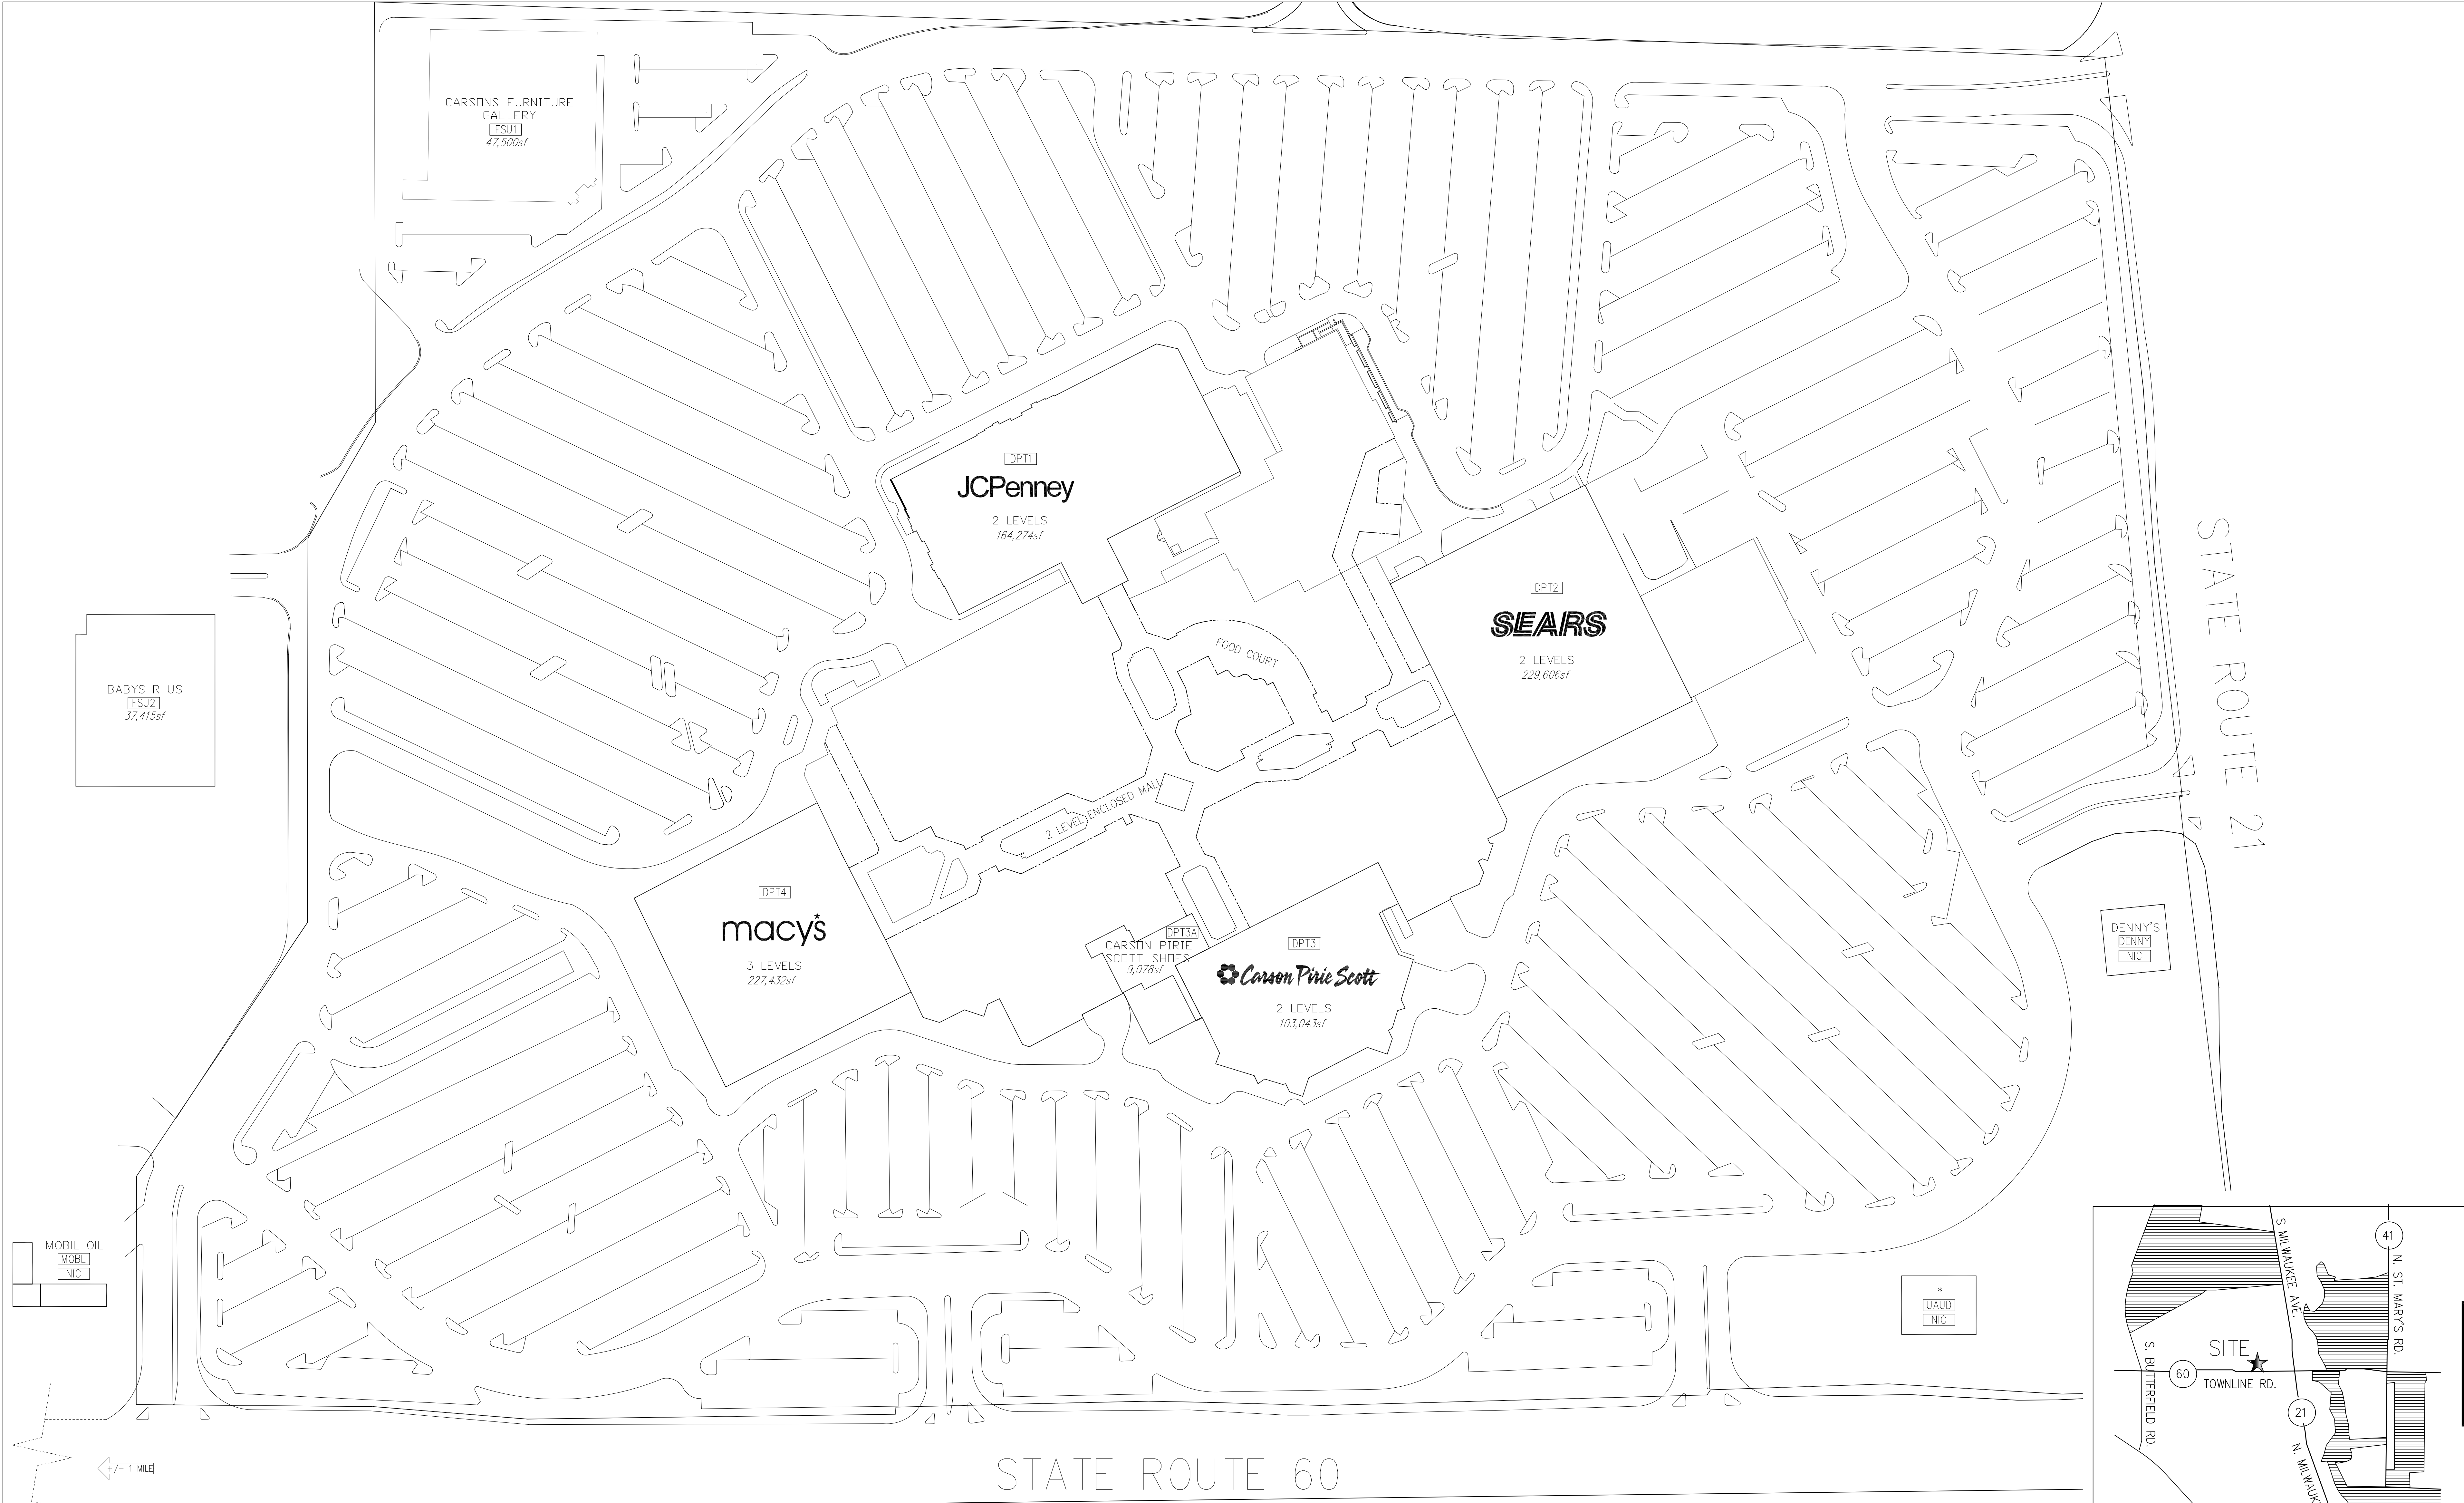 CARSONS FURNITURE
GALLERY
FSU1
47,500sf
DPT1
JCPenney
2 LEVELS
164,274sf
DPT2
SEARS
2 LEVELS
229,606sf
FOOD COURT
2 LEVEL ENCLOSED MALL
BABYS R US
FSU2
37,415sf
STATE ROUTE 21
DPT4
macy's
3 LEVELS
227,432sf
DPT3A
CARSON PIRIE
SCOTT SHOES
9,078sf
DPT3
Carson Pirie Scott
2 LEVELS
103,043sf
DENNY'S
DENNY
NIC
MOBIL OIL
MOBL
NIC
*
UAUD
NIC
+/- 1 MILE
STATE ROUTE 60
S MILWAUKEE AVE.
41
N. ST. MARY'S RD.
SITE
60
TOWNLINE RD.
S. BUTTERFIELD RD.
21